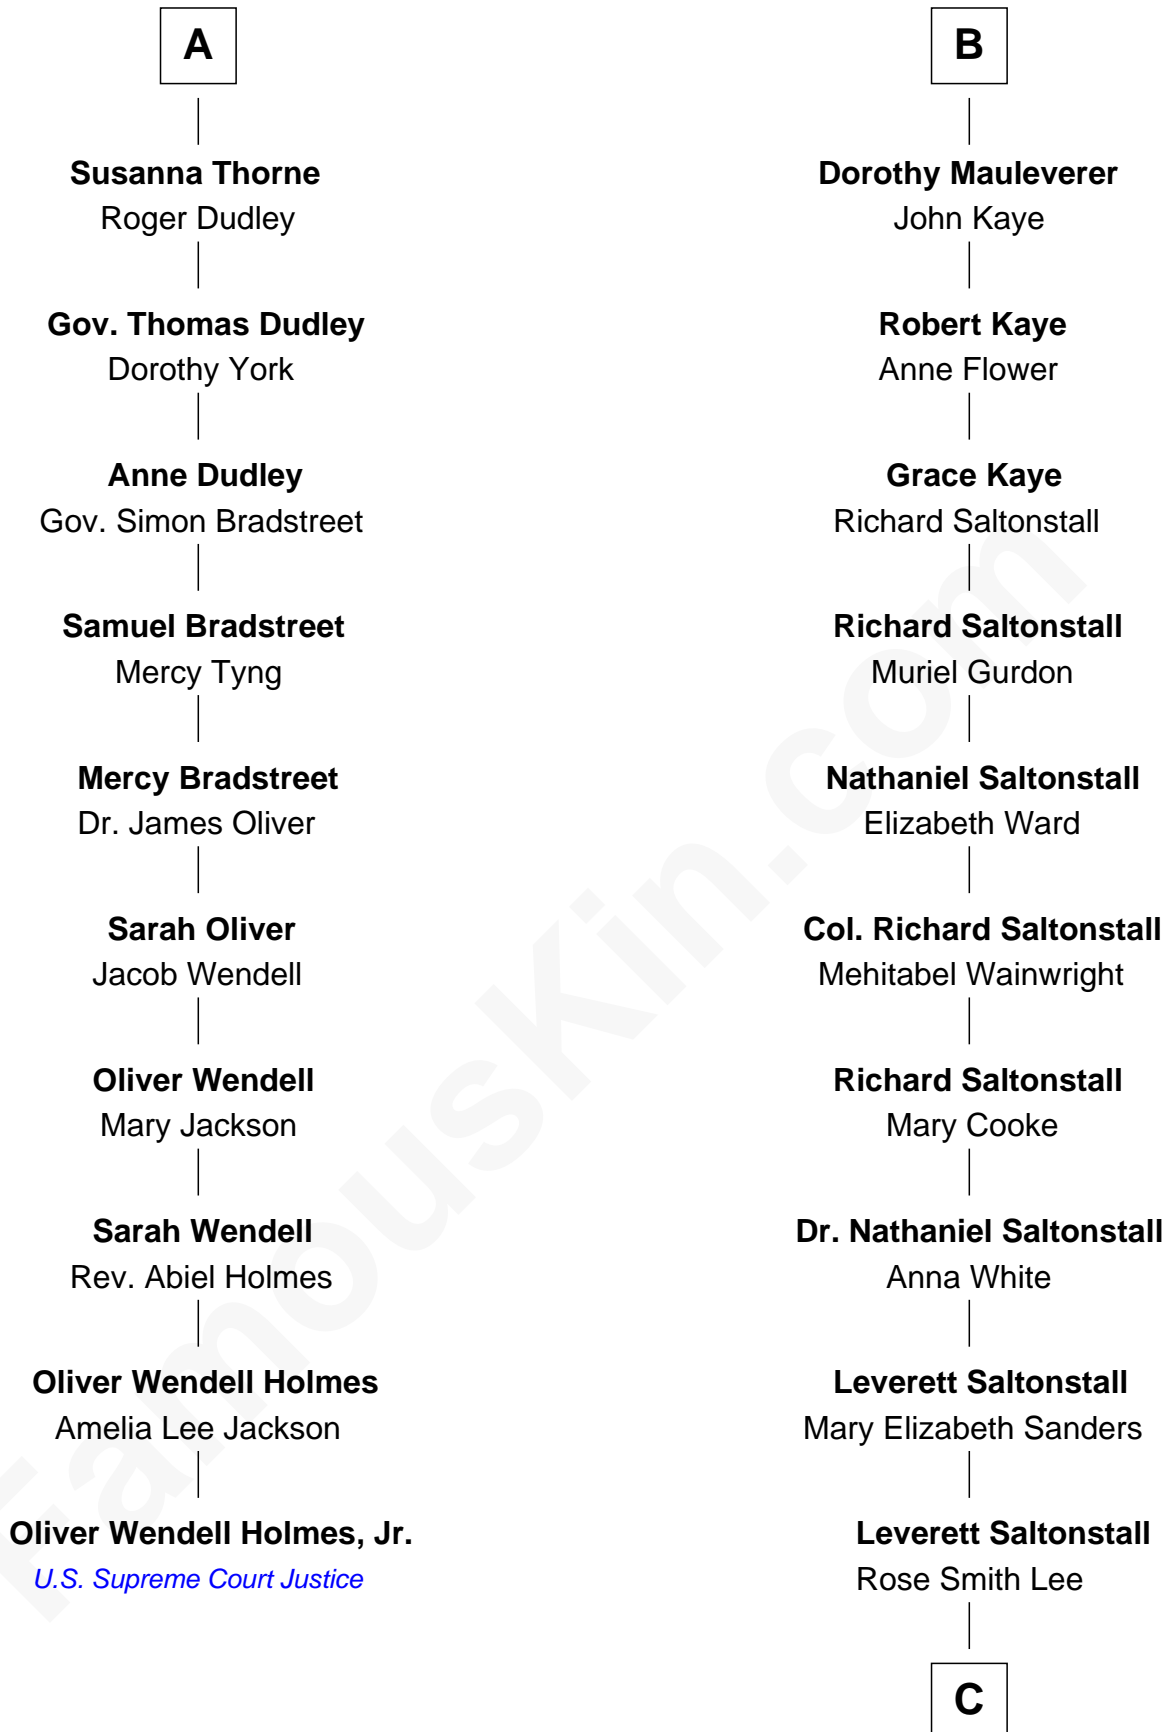 A
Susanna Thorne
Roger Dudley
Gov. Thomas Dudley
Dorothy York
Anne Dudley
Gov. Simon Bradstreet
Samuel Bradstreet
Mercy Tyng
Mercy Bradstreet
Dr. James Oliver
Sarah Oliver
Jacob Wendell
Oliver Wendell
Mary Jackson
Sarah Wendell
Rev. Abiel Holmes
Oliver Wendell Holmes
Amelia Lee Jackson
Oliver Wendell Holmes, Jr.
U.S. Supreme Court Justice
B
Dorothy Mauleverer
John Kaye
Robert Kaye
Anne Flower
Grace Kaye
Richard Saltonstall
Richard Saltonstall
Muriel Gurdon
Nathaniel Saltonstall
Elizabeth Ward
Col. Richard Saltonstall
Mehitabel Wainwright
Richard Saltonstall
Mary Cooke
Dr. Nathaniel Saltonstall
Anna White
Leverett Saltonstall
Mary Elizabeth Sanders
Leverett Saltonstall
Rose Smith Lee
C
FamousKin.com